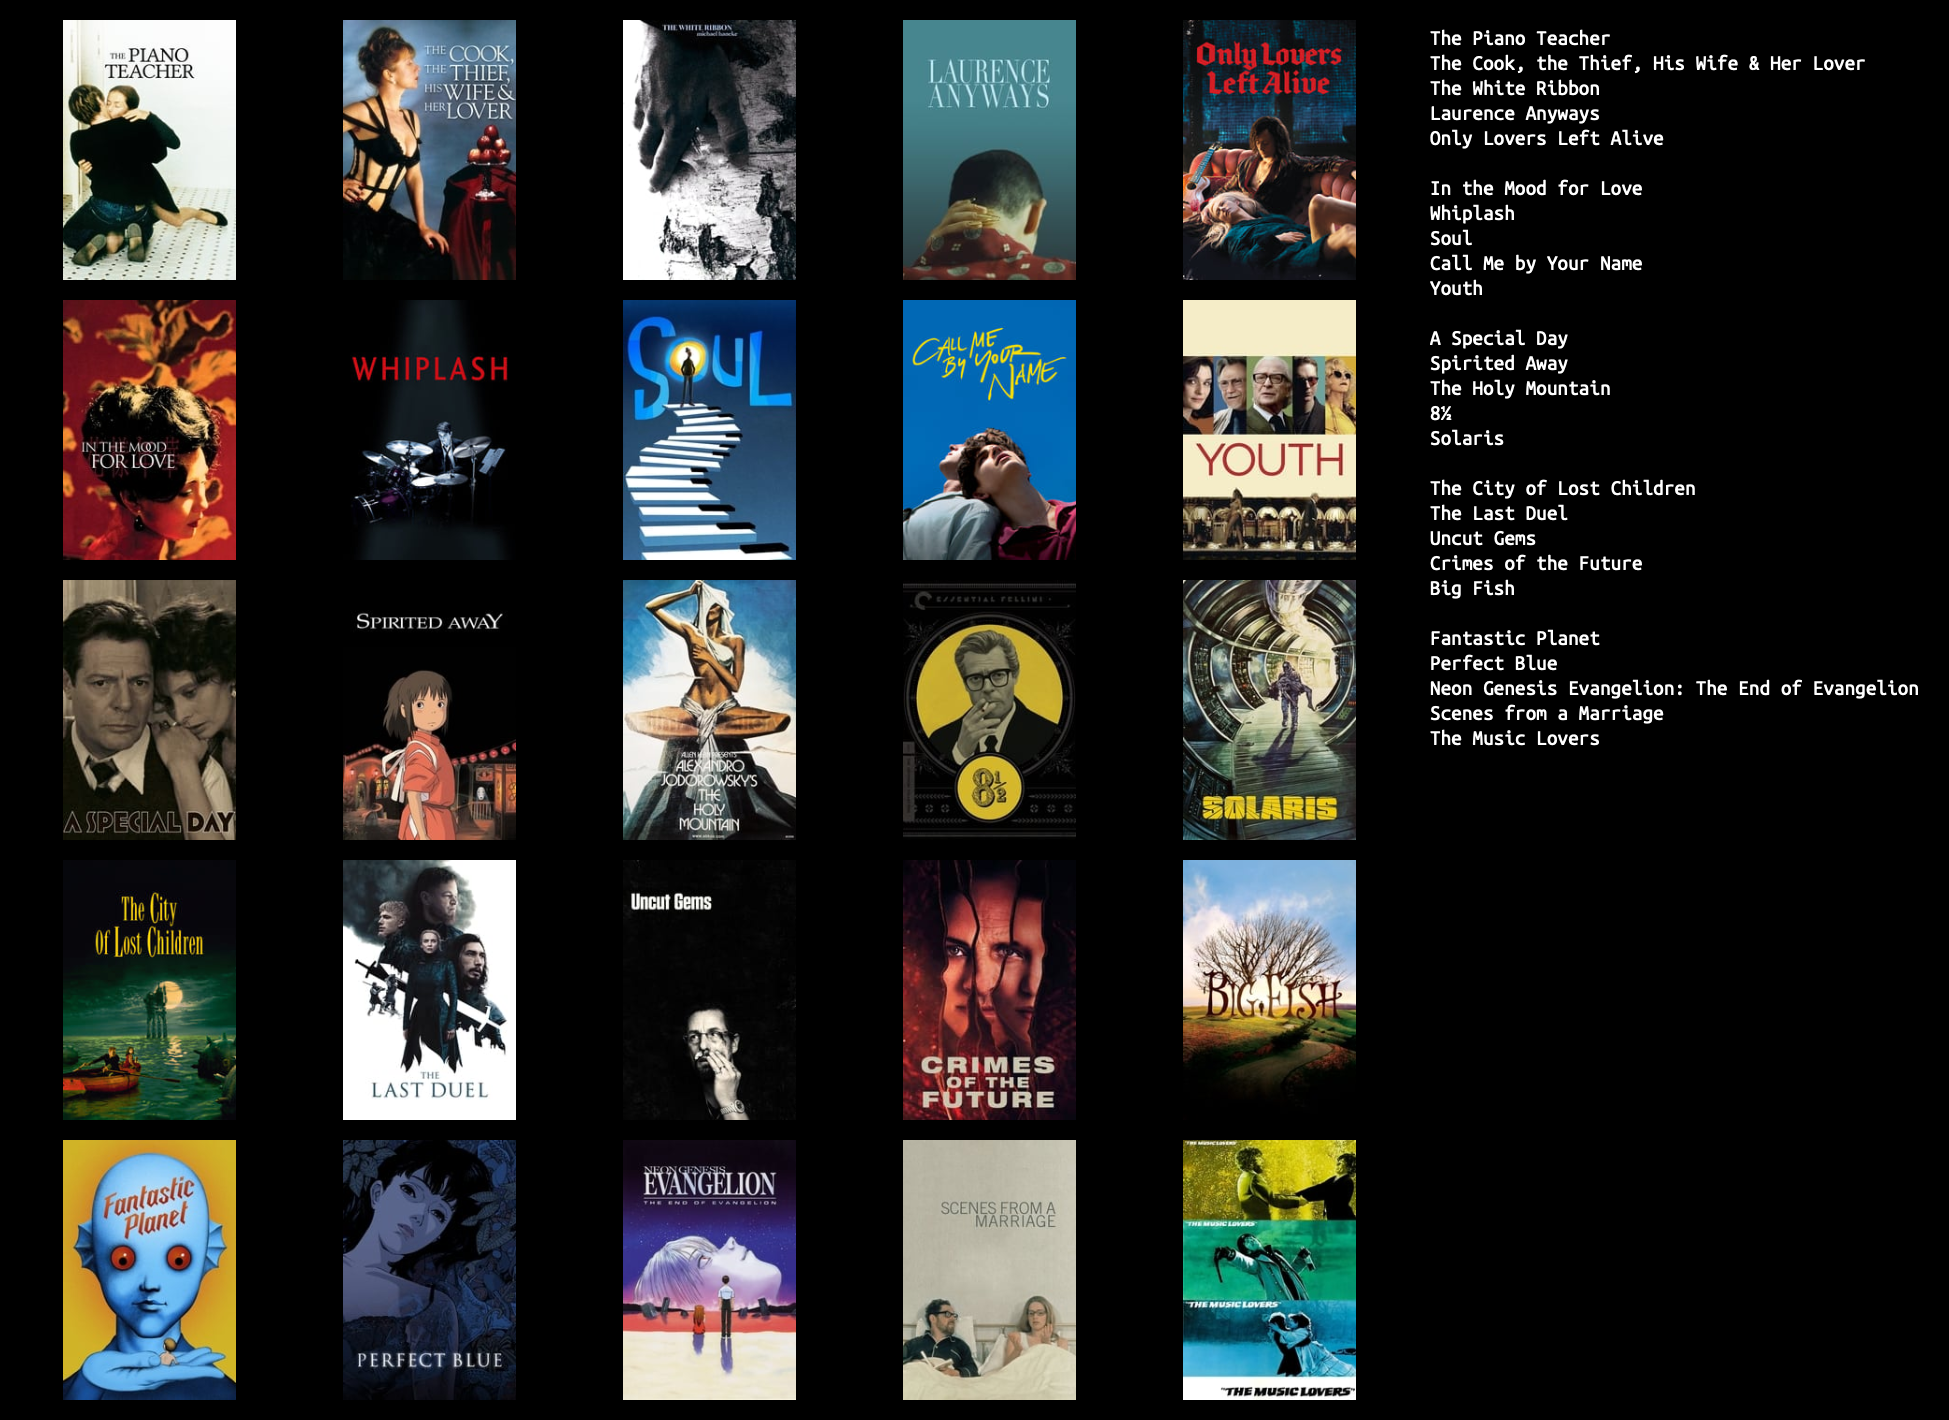 THE PIANO
TEACHER
THE COOK,
THE THIEF,
HIS WIFE &
HER LOVER
THE WHITE RIBBON
michael haneke
LAURENCE
ANYWAYS
Only Lovers
Left Alive
IN THE MOOD
FOR LOVE
WHIPLASH
SOUL
CALL ME
BY YOUR
NAME
YOUTH
A SPECIAL DAY
SPIRITED AWAY
ALEXANDRO
JODOROWSKY'S
THE
HOLY
MOUNTAIN
ESSENTIAL FELLINI
8½
SOLARIS
The City
Of Lost Children
THE
LAST DUEL
Uncut Gems
CRIMES
OF THE
FUTURE
BIG FISH
Fantastic
Planet
PERFECT BLUE
NEON GENESIS
EVANGELION
THE END OF EVANGELION
SCENES FROM A
MARRIAGE
"THE MUSIC LOVERS"
"THE MUSIC LOVERS"
"THE MUSIC LOVERS"
"THE MUSIC LOVERS"
The Piano Teacher
The Cook, the Thief, His Wife & Her Lover
The White Ribbon
Laurence Anyways
Only Lovers Left Alive
In the Mood for Love
Whiplash
Soul
Call Me by Your Name
Youth
A Special Day
Spirited Away
The Holy Mountain
8½
Solaris
The City of Lost Children
The Last Duel
Uncut Gems
Crimes of the Future
Big Fish
Fantastic Planet
Perfect Blue
Neon Genesis Evangelion: The End of Evangelion
Scenes from a Marriage
The Music Lovers